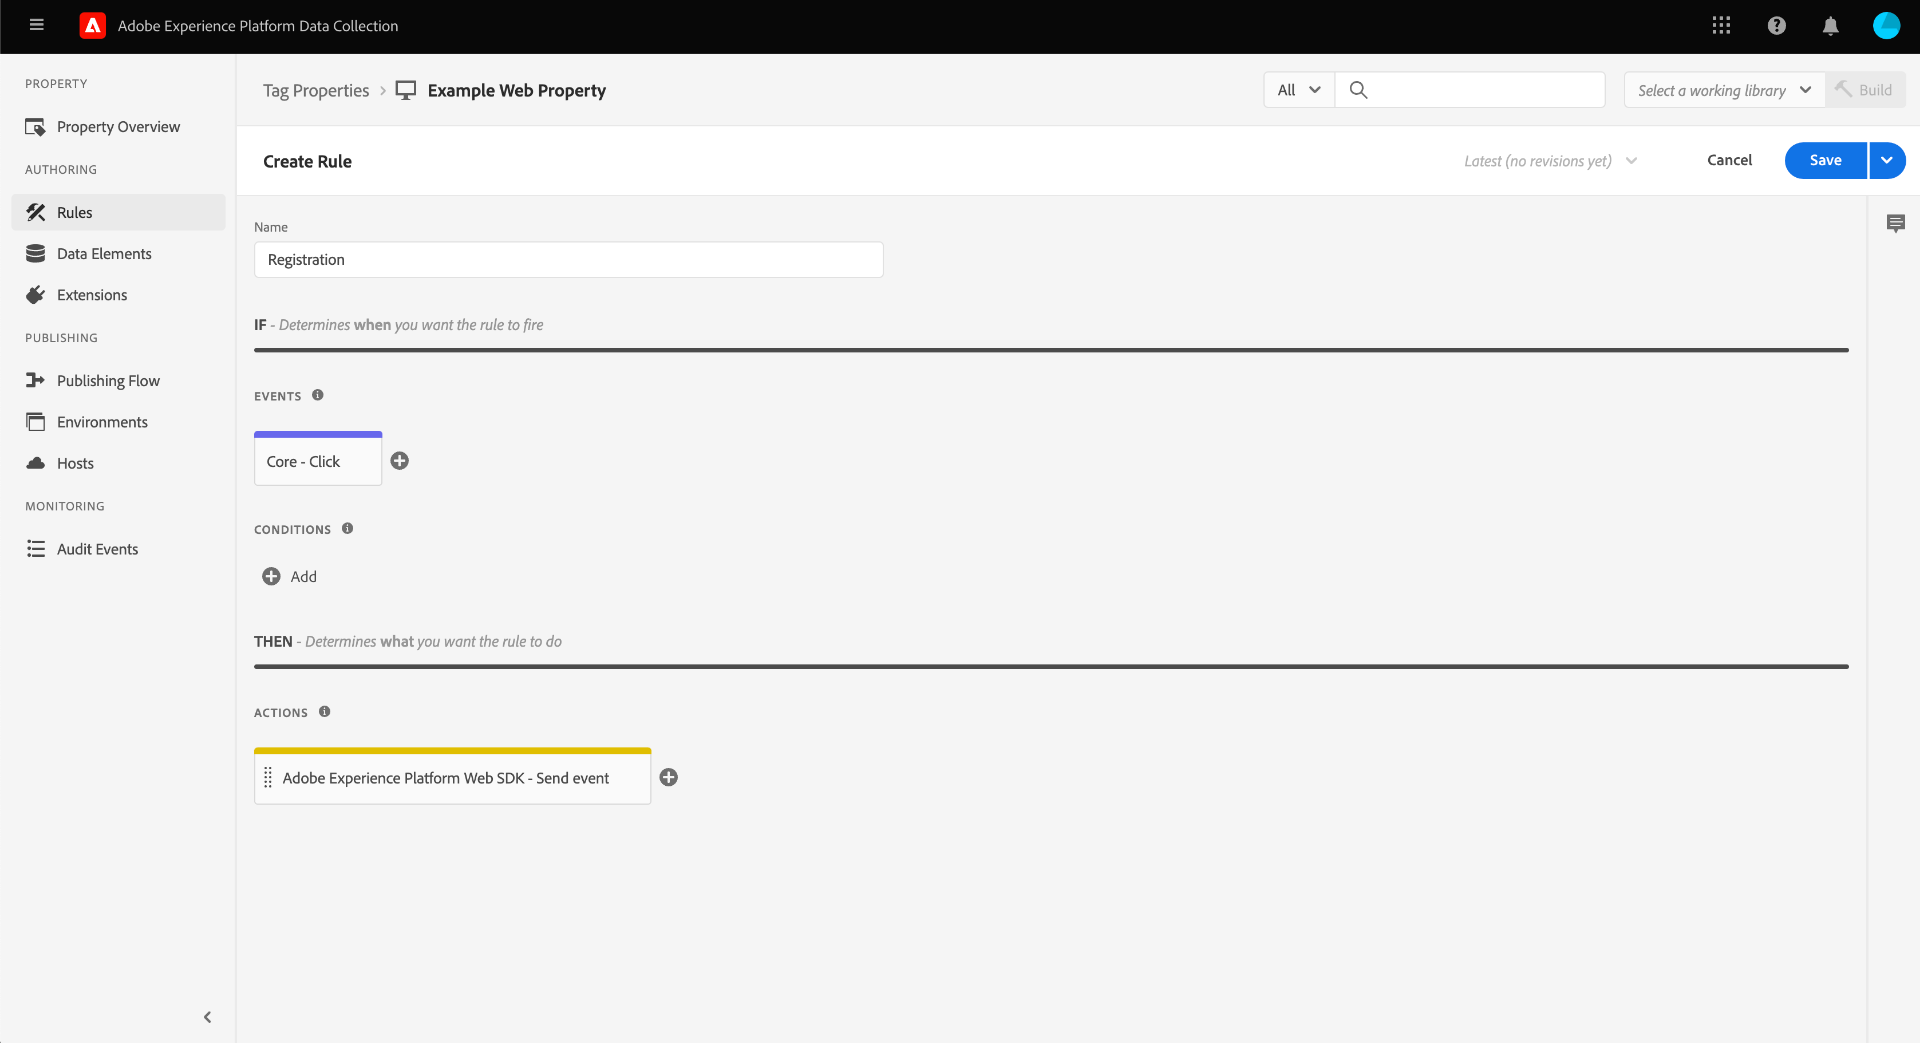 Adobe Experience Platform Data Collection
PROPERTY
Property Overview
AUTHORING
Rules
Data Elements
Extensions
PUBLISHING
Publishing Flow
Environments
Hosts
MONITORING
Audit Events
Tag Properties > Example Web Property
All
Select a working library
Build
Create Rule
Latest (no revisions yet)
Cancel
Save
Name
Registration
IF - Determines when you want the rule to fire
EVENTS
Core - Click
CONDITIONS
Add
THEN - Determines what you want the rule to do
ACTIONS
Adobe Experience Platform Web SDK - Send event